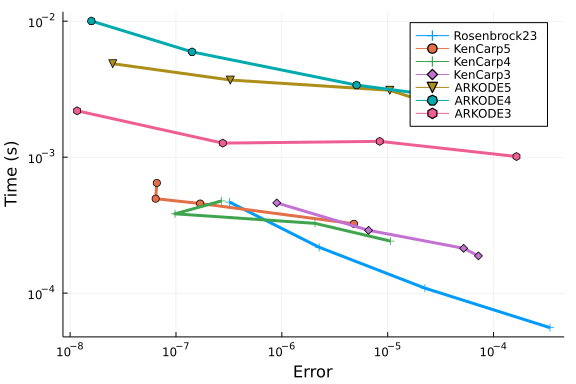 10⁻²
10⁻³
10⁻⁴
Time (s)
Rosenbrock23
KenCarp5
KenCarp4
KenCarp3
ARKODE5
ARKODE4
ARKODE3
10⁻⁸ 10⁻⁷ 10⁻⁶ 10⁻⁵ 10⁻⁴
Error